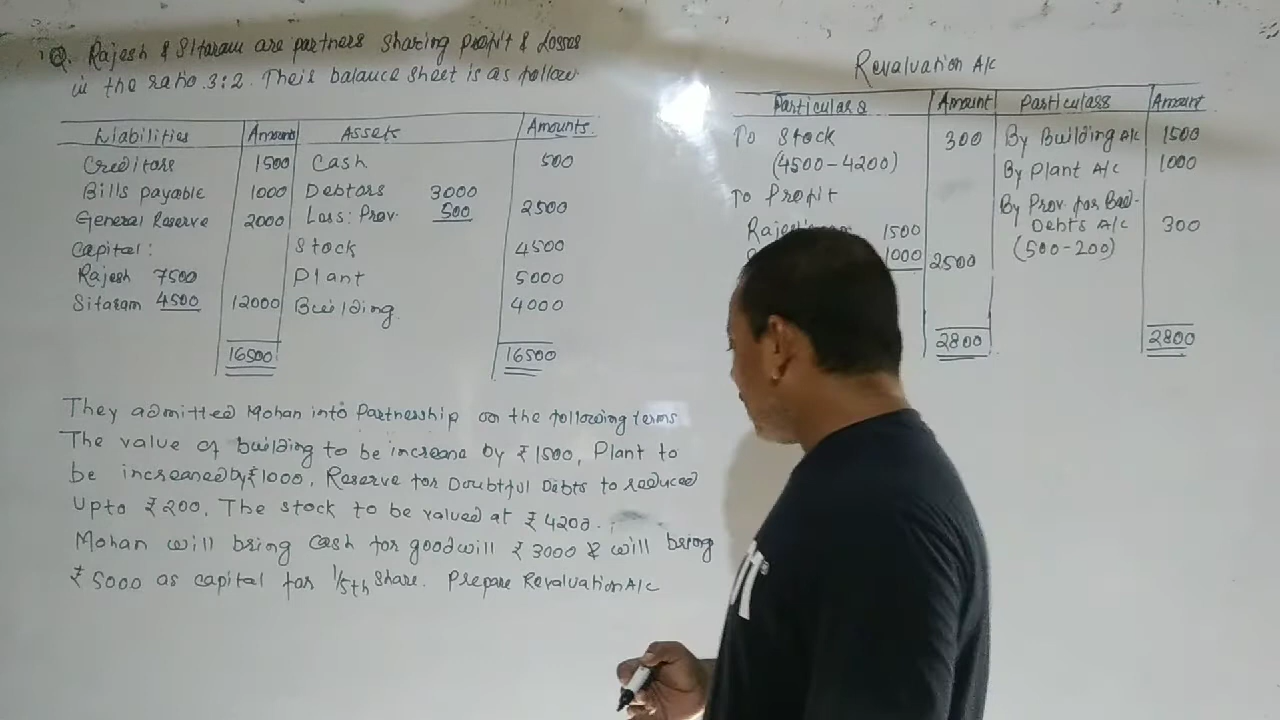 Q. Rajesh & Sitaram are partners sharing profit & Losses
in the ratio 3:2. Their balance sheet is as follow
Liabilities Amount Assets Amounts
Creditors 1500 Cash 500
Bills payable 1000 Debtors 3000
General Reserve 2000 Less: Prov. 500 2500
Capital: Stock 4500
Rajesh 7500 Plant 5000
Sitaram 4500 12000 Building 4000
16500 16500
They admitted Mohan into Partnership on the following terms
The value of building to be increase by ₹ 1500, Plant to
be increased by ₹ 1000, Reserve for Doubtful Debts to reduced
Upto ₹ 200, The stock to be valued at ₹ 4200.
Mohan will bring cash for goodwill ₹ 3000 & will bring
₹ 5000 as capital for 1/5th share. Prepare Revaluation A/c
Revaluation A/c
Particulars Amount Particulars Amount
To Stock 300 By Building A/c 1500
(4500-4200) By Plant A/c 1000
To Profit By Prov. for Bad-
Debts A/c 300
1500
1000 2500 (500-200)
2800 2800